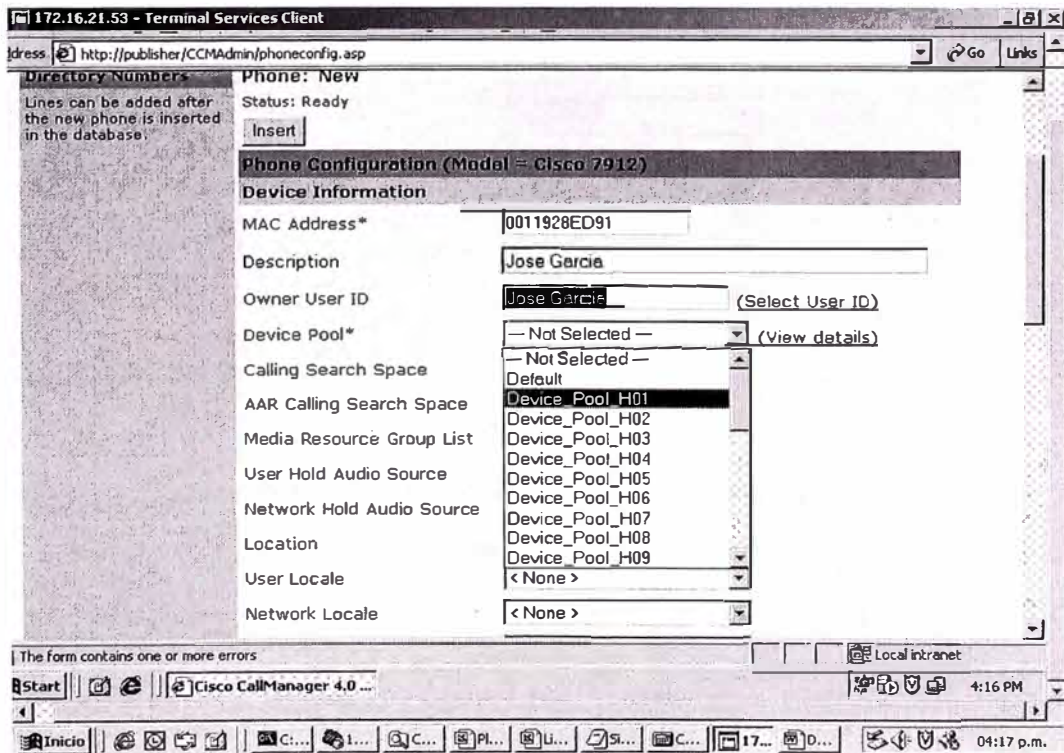 172.16.21.53 - Terminal Services Client
dress http://publisher/CCMAdmin/phoneconfig.asp Go Links
Directory Numbers
Lines can be added after
the new phone is inserted
in the database.
Phone: New
Status: Ready
Insert
Phone Configuration (Model = Cisco 7912)
Device Information
MAC Address* 0011928ED91
Description Jose Garcia
Owner User ID Jose Garcia (Select User ID)
Device Pool* — Not Selected — (View details)
— Not Selected —
Calling Search Space Default
Device_Pool_H01
AAR Calling Search Space Device_Pool_H02
Device_Pool_H03
Media Resource Group List Device_Pool_H04
User Hold Audio Source Device_Pool_H05
Device_Pool_H06
Network Hold Audio Source Device_Pool_H07
Location Device_Pool_H08
Device_Pool_H09
User Locale < None >
Network Locale < None >
The form contains one or more errors Local intranet
Start Cisco CallManager 4.0 ... 4:16 PM
Inicio C:... 1... C... Pl... Li... Si... C... 17... D... 04:17 p.m.